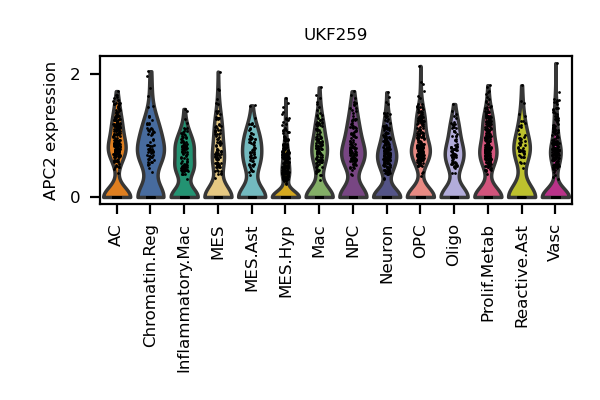 UKF259
APC2 expression
2
0
AC
Chromatin.Reg
Inflammatory.Mac
MES
MES.Ast
MES.Hyp
Mac
NPC
Neuron
OPC
Oligo
Prolif.Metab
Reactive.Ast
Vasc